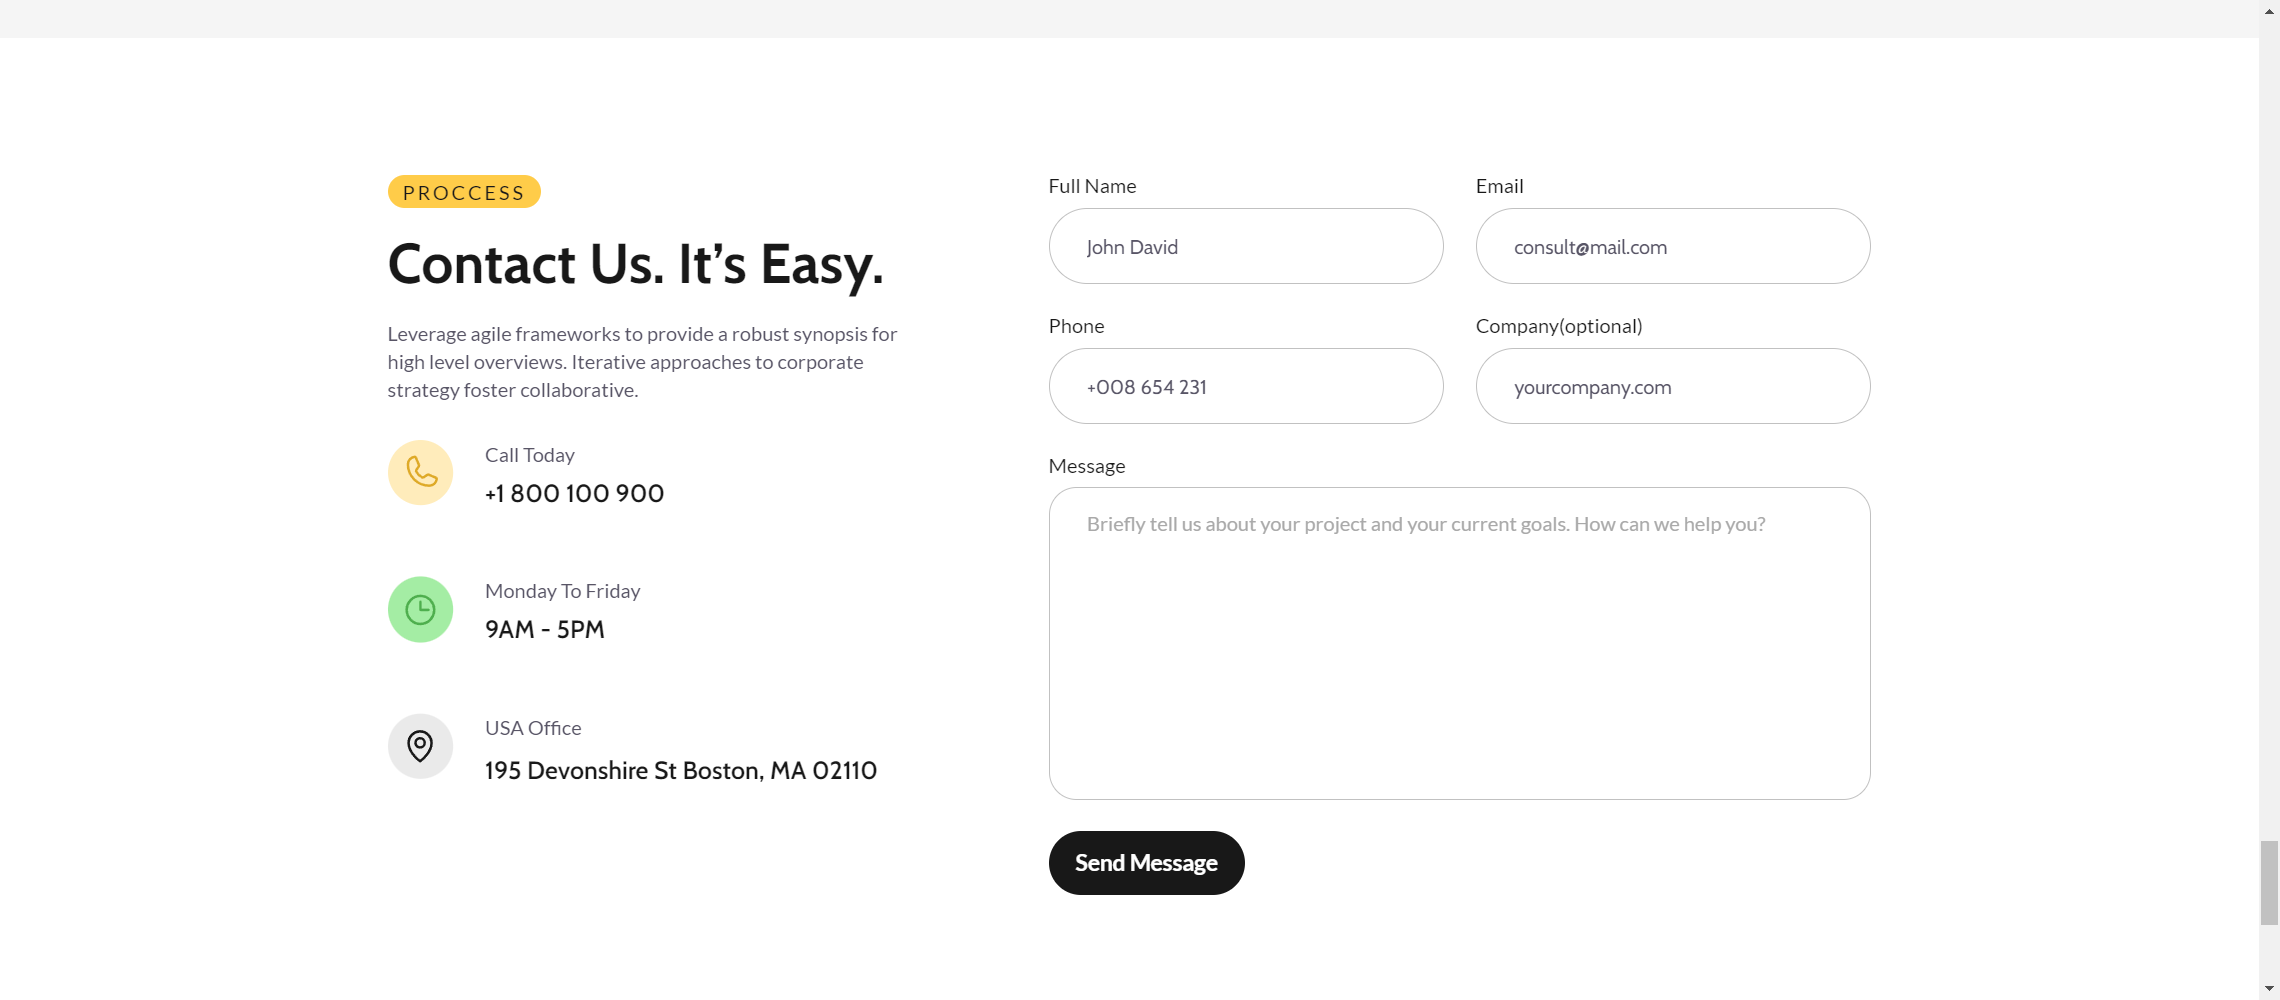 PROCCESS
Contact Us. It’s Easy.
Leverage agile frameworks to provide a robust synopsis for
high level overviews. Iterative approaches to corporate
strategy foster collaborative.
Call Today
+1 800 100 900
Monday To Friday
9AM - 5PM
USA Office
195 Devonshire St Boston, MA 02110
Full Name
John David
Email
consult@mail.com
Phone
+008 654 231
Company(optional)
yourcompany.com
Message
Briefly tell us about your project and your current goals. How can we help you?
Send Message